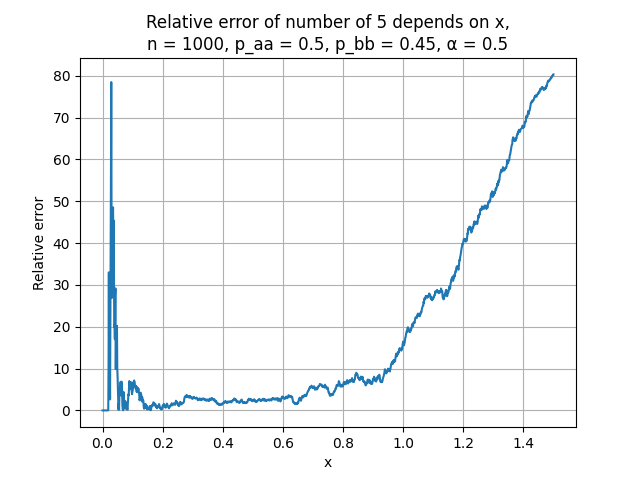 Relative error of number of 5 depends on x,
n = 1000, p_aa = 0.5, p_bb = 0.45, α = 0.5
80
70
60
50
40
30
20
10
0
Relative error
0.0 0.2 0.4 0.6 0.8 1.0 1.2 1.4
x